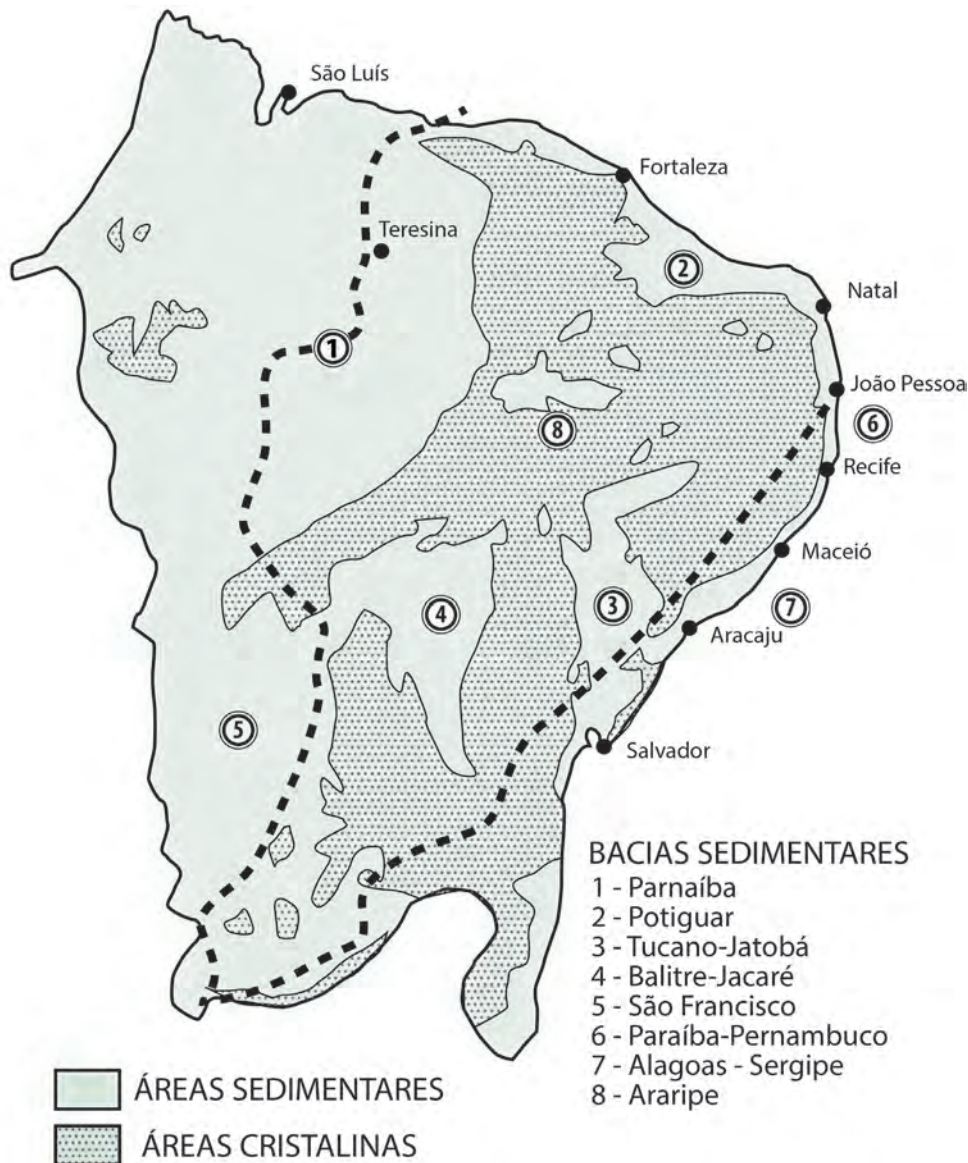 São Luís
Fortaleza
Teresina
2
Natal
1
João Pessoa
8
6
Recife
Maceió
4
3
7
Aracaju
5
Salvador
BACIAS SEDIMENTARES
1 - Parnaíba
2 - Potiguar
3 - Tucano-Jatobá
4 - Balitre-Jacaré
5 - São Francisco
6 - Paraíba-Pernambuco
7 - Alagoas - Sergipe
8 - Araripe
ÁREAS SEDIMENTARES
ÁREAS CRISTALINAS